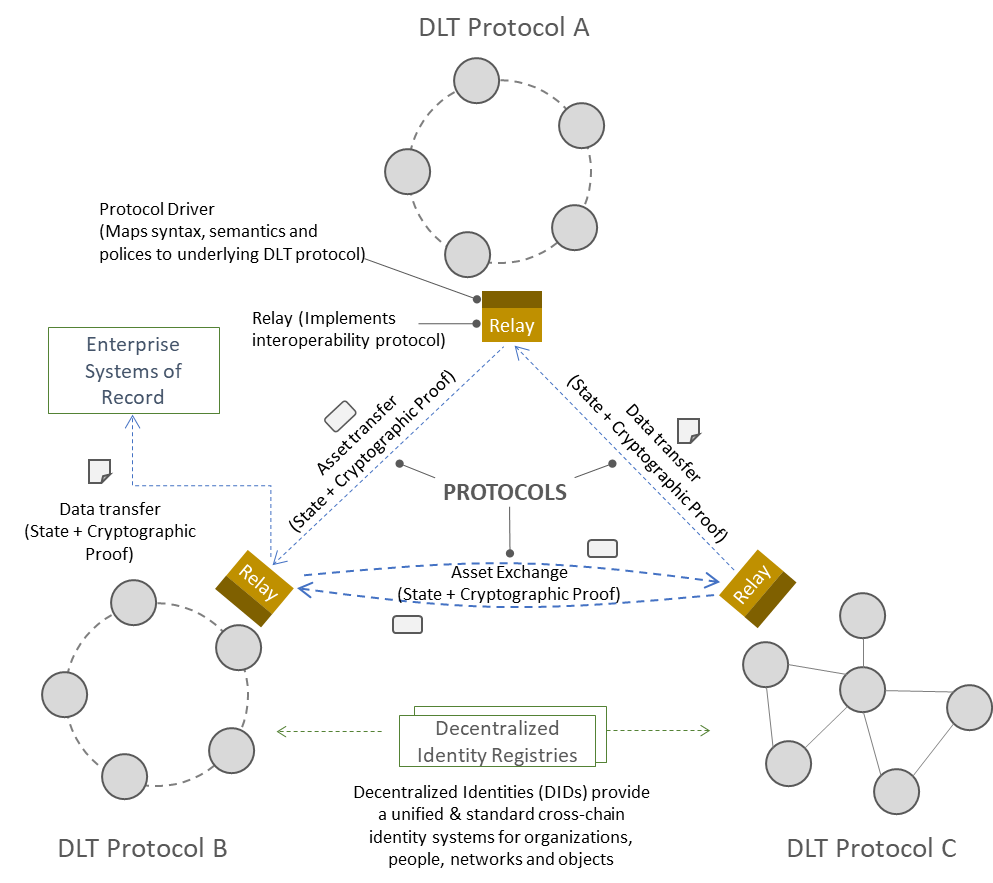 DLT Protocol A
Protocol Driver
(Maps syntax, semantics and
polices to underlying DLT protocol)
Relay (Implements
interoperability protocol)
Relay
Enterprise
Systems of
Record
Asset transfer
(State + Cryptographic Proof)
Data transfer
(State + Cryptographic Proof)
PROTOCOLS
Data transfer
(State + Cryptographic
Proof)
Relay
Asset Exchange
(State + Cryptographic Proof)
Relay
Decentralized
Identity Registries
Decentralized Identities (DIDs) provide
a unified & standard cross-chain
identity systems for organizations,
people, networks and objects
DLT Protocol B
DLT Protocol C